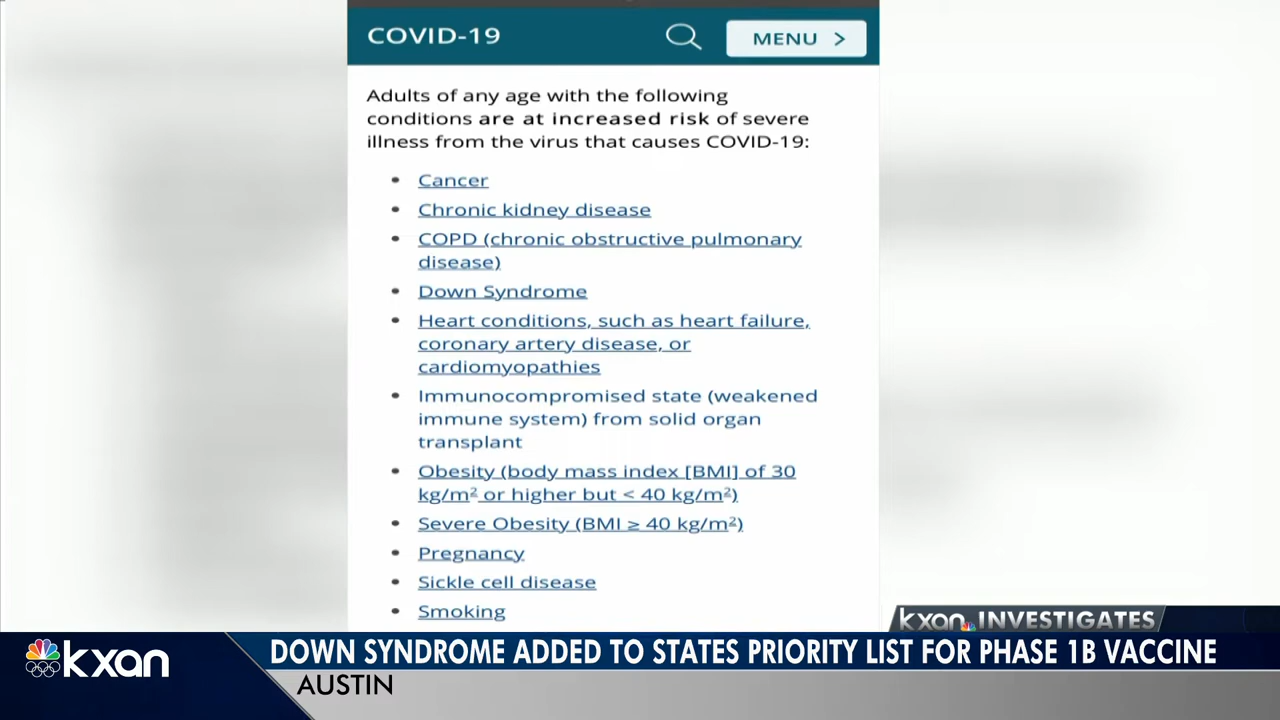 COVID-19
MENU >
Adults of any age with the following
conditions are at increased risk of severe
illness from the virus that causes COVID-19:
• Cancer
• Chronic kidney disease
• COPD (chronic obstructive pulmonary
disease)
• Down Syndrome
• Heart conditions, such as heart failure,
coronary artery disease, or
cardiomyopathies
• Immunocompromised state (weakened
immune system) from solid organ
transplant
• Obesity (body mass index [BMI] of 30
kg/m² or higher but < 40 kg/m²)
• Severe Obesity (BMI ≥ 40 kg/m²)
• Pregnancy
• Sickle cell disease
• Smoking
kxan INVESTIGATES
kxan
DOWN SYNDROME ADDED TO STATES PRIORITY LIST FOR PHASE 1B VACCINE
AUSTIN